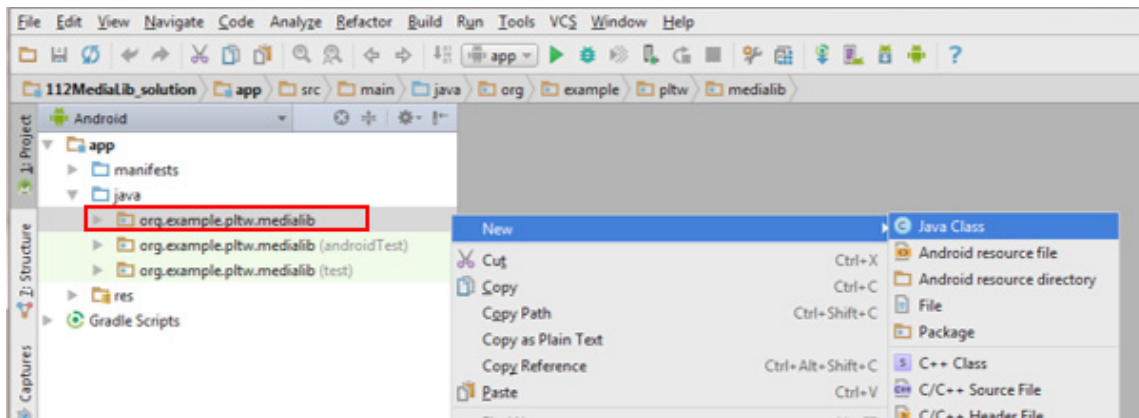 File Edit View Navigate Code Analyze Refactor Build Run Tools VCS Window Help
app
112MediaLib_solution app src main java org example pltw medialib
1: Project
Android
app
manifests
java
org.example.pltw.medialib
org.example.pltw.medialib (androidTest)
org.example.pltw.medialib (test)
res
Gradle Scripts
7: Structure
Captures
New
Cut Ctrl+X
Copy Ctrl+C
Copy Path Ctrl+Shift+C
Copy as Plain Text
Copy Reference Ctrl+Alt+Shift+C
Paste Ctrl+V
Java Class
Android resource file
Android resource directory
File
Package
C++ Class
C/C++ Source File
C/C++ Header File